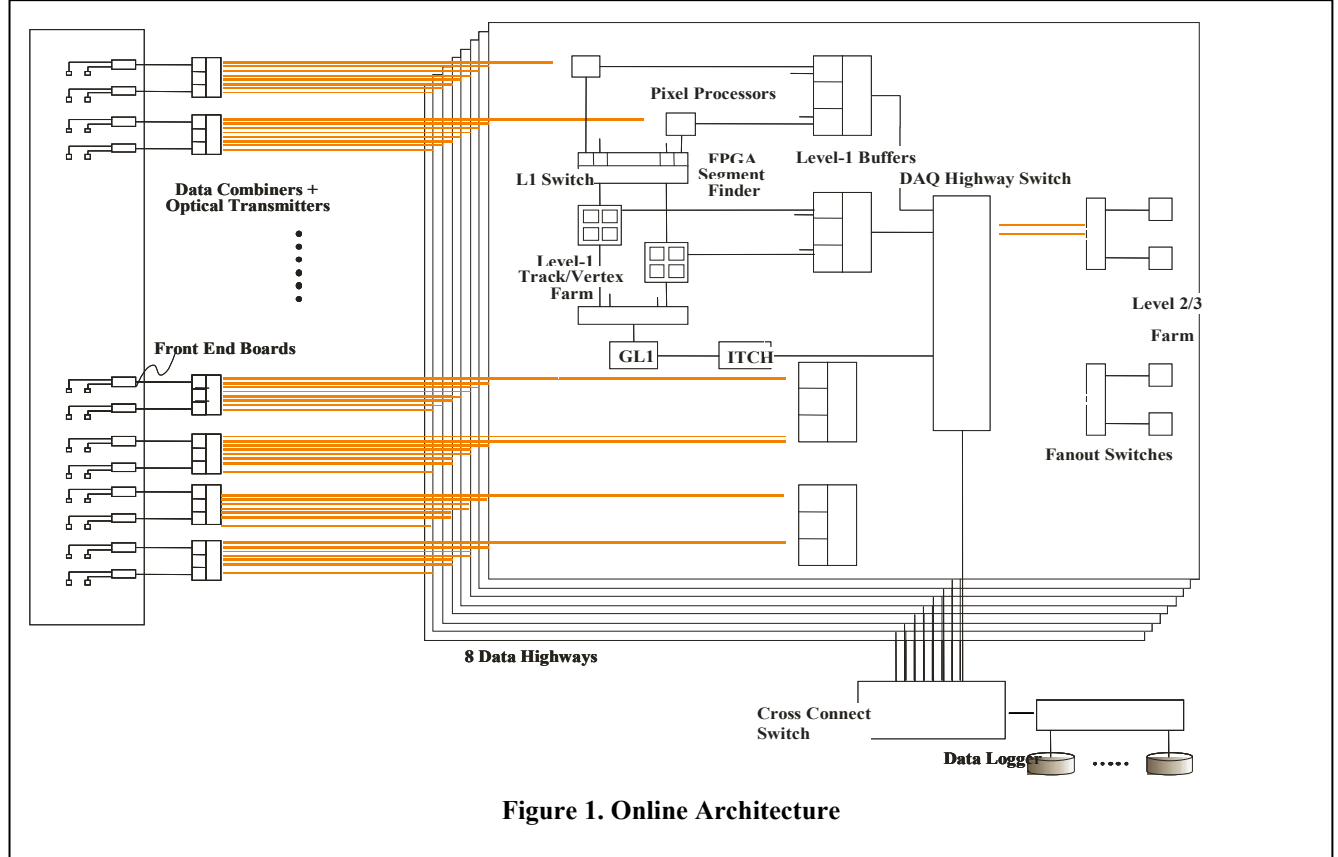 Pixel Processors
FPGA
Segment
Finder
Level-1 Buffers
L1 Switch
DAQ Highway Switch
Data Combiners +
Optical Transmitters
Level-1
Track/Vertex
Farm
Level 2/3
Farm
Front End Boards
GL1
ITCH
Fanout Switches
8 Data Highways
Cross Connect
Switch
Data Logger
Figure 1. Online Architecture